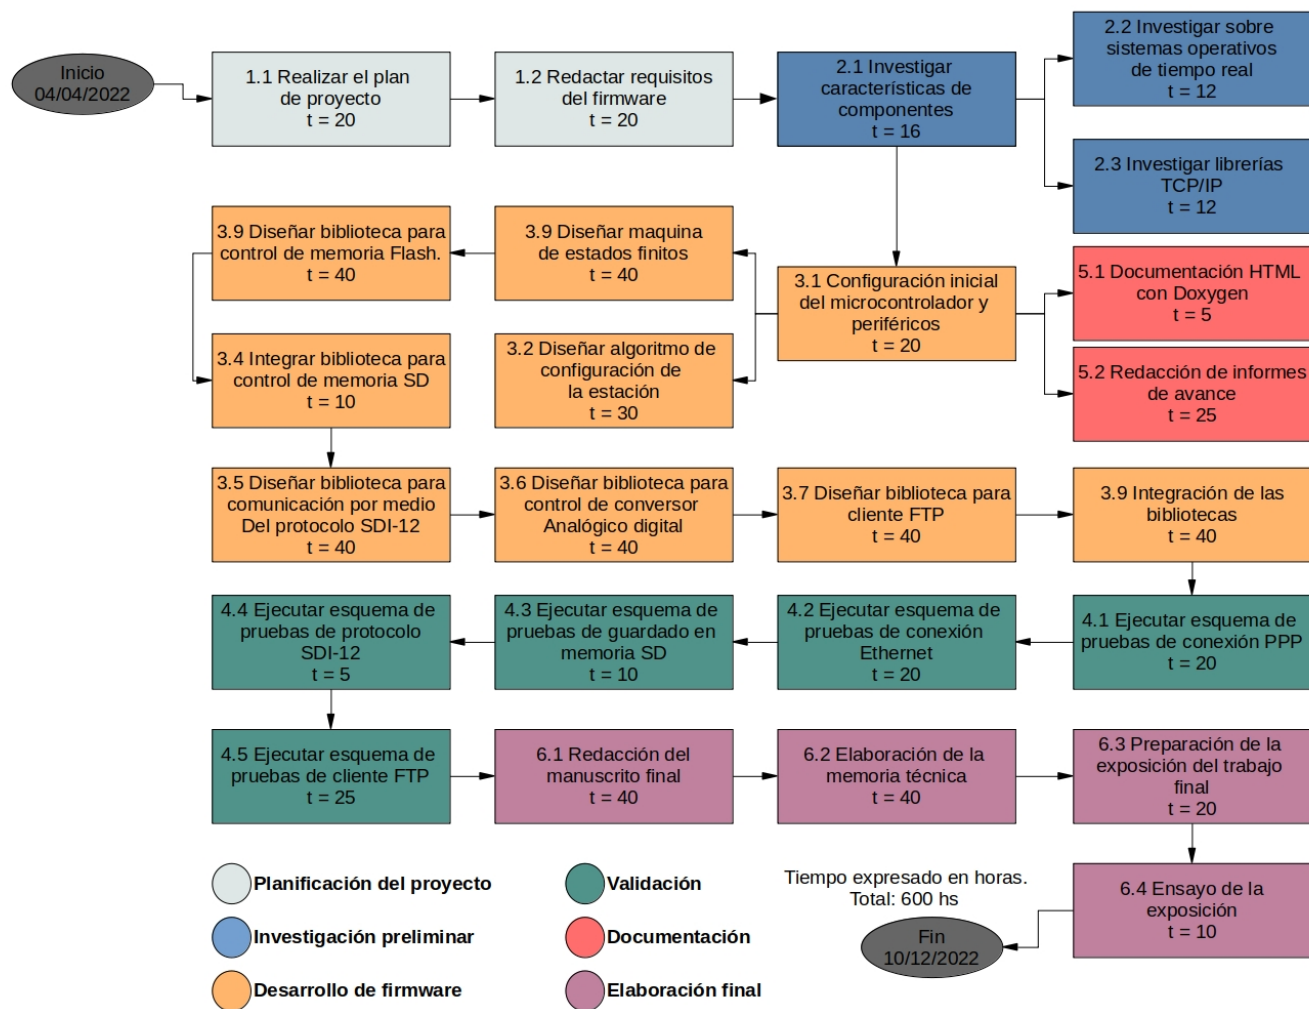 Inicio
04/04/2022
1.1 Realizar el plan
de proyecto
t = 20
1.2 Redactar requisitos
del firmware
t = 20
2.1 Investigar
características de
componentes
t = 16
2.2 Investigar sobre
sistemas operativos
de tiempo real
t = 12
2.3 Investigar librerías
TCP/IP
t = 12
3.9 Diseñar biblioteca para
control de memoria Flash.
t = 40
3.9 Diseñar maquina
de estados finitos
t = 40
3.1 Configuración inicial
del microcontrolador y
periféricos
t = 20
5.1 Documentación HTML
con Doxygen
t = 5
3.4 Integrar biblioteca para
control de memoria SD
t = 10
3.2 Diseñar algoritmo de
configuración de
la estación
t = 30
5.2 Redacción de informes
de avance
t = 25
3.5 Diseñar biblioteca para
comunicación por medio
Del protocolo SDI-12
t = 40
3.6 Diseñar biblioteca para
control de conversor
Analógico digital
t = 40
3.7 Diseñar biblioteca para
cliente FTP
t = 40
3.9 Integración de las
bibliotecas
t = 40
4.4 Ejecutar esquema de
pruebas de protocolo
SDI-12
t = 5
4.3 Ejecutar esquema de
pruebas de guardado en
memoria SD
t = 10
4.2 Ejecutar esquema de
pruebas de conexión
Ethernet
t = 20
4.1 Ejecutar esquema de
pruebas de conexión PPP
t = 20
4.5 Ejecutar esquema de
pruebas de cliente FTP
t = 25
6.1 Redacción del
manuscrito final
t = 40
6.2 Elaboración de la
memoria técnica
t = 40
6.3 Preparación de la
exposición del trabajo
final
t = 20
Planificación del proyecto
Investigación preliminar
Desarrollo de firmware
Validación
Documentación
Elaboración final
Tiempo expresado en horas.
Total: 600 hs
6.4 Ensayo de la
exposición
t = 10
Fin
10/12/2022